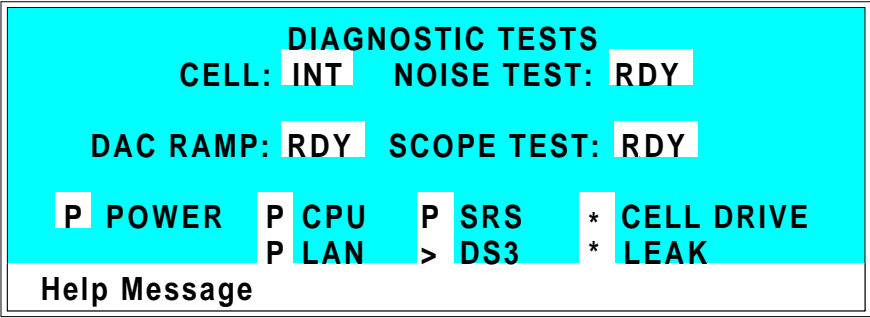 DIAGNOSTIC TESTS
CELL: INT NOISE TEST: RDY
DAC RAMP: RDY SCOPE TEST: RDY
P POWER P CPU P SRS * CELL DRIVE
P LAN > DS3 * LEAK
Help Message